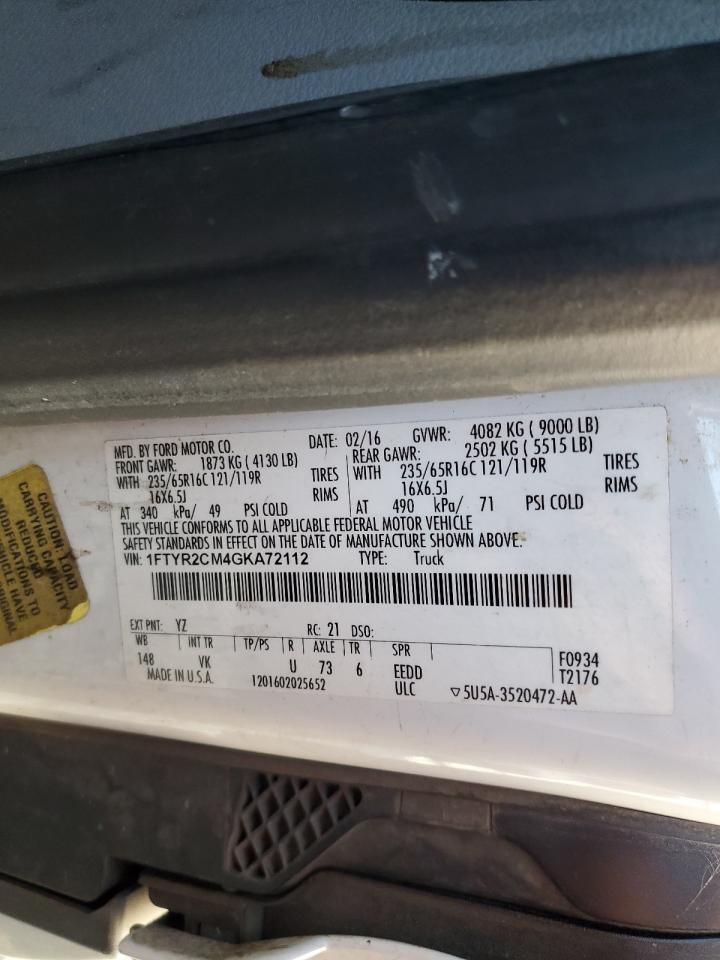 MFD. BY FORD MOTOR CO. DATE: 02/16 GVWR: 4082 KG ( 9000 LB)
FRONT GAWR: 1873 KG ( 4130 LB) REAR GAWR: 2502 KG ( 5515 LB)
WITH 235/65R16C 121/119R TIRES WITH 235/65R16C 121/119R TIRES
16X6.5J RIMS 16X6.5J RIMS
AT 340 kPa/ 49 PSI COLD AT 490 kPa/ 71 PSI COLD
THIS VEHICLE CONFORMS TO ALL APPLICABLE FEDERAL MOTOR VEHICLE
SAFETY STANDARDS IN EFFECT ON THE DATE OF MANUFACTURE SHOWN ABOVE.
VIN: 1FTYR2CM4GKA72112 TYPE: Truck
EXT PNT: YZ RC: 21 DSO:
WB INT TR TP/PS R AXLE TR SPR
148 VK U 73 6 EEDD F0934
MADE IN U.S.A. 1201602025652 ULC ▽5U5A-3520472-AA T2176
CAUTION: LOAD
CARRYING CAPACITY
REDUCED
MODIFICATIONS TO
VEHICLE HAVE
ORIGINAL